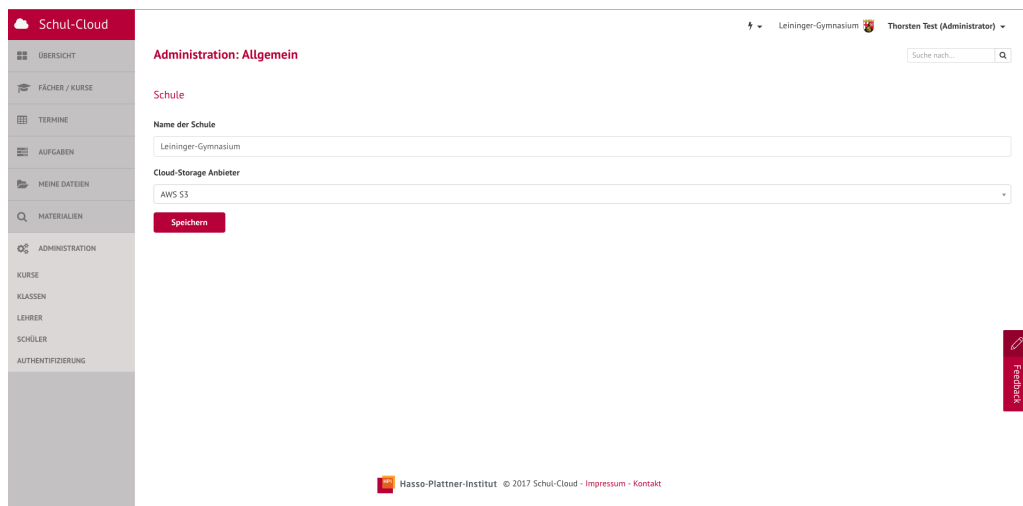 Schul-Cloud
Leininger-Gymnasium
Thorsten Test (Administrator)
ÜBERSICHT
FÄCHER / KURSE
TERMINE
AUFGABEN
MEINE DATEIEN
MATERIALIEN
ADMINISTRATION
KURSE
KLASSEN
LEHRER
SCHÜLER
AUTHENTIFIZIERUNG
Administration: Allgemein
Suche nach...
Schule
Name der Schule
Leininger-Gymnasium
Cloud-Storage Anbieter
AWS S3
Speichern
Feedback
HPI Hasso-Plattner-Institut © 2017 Schul-Cloud - Impressum - Kontakt